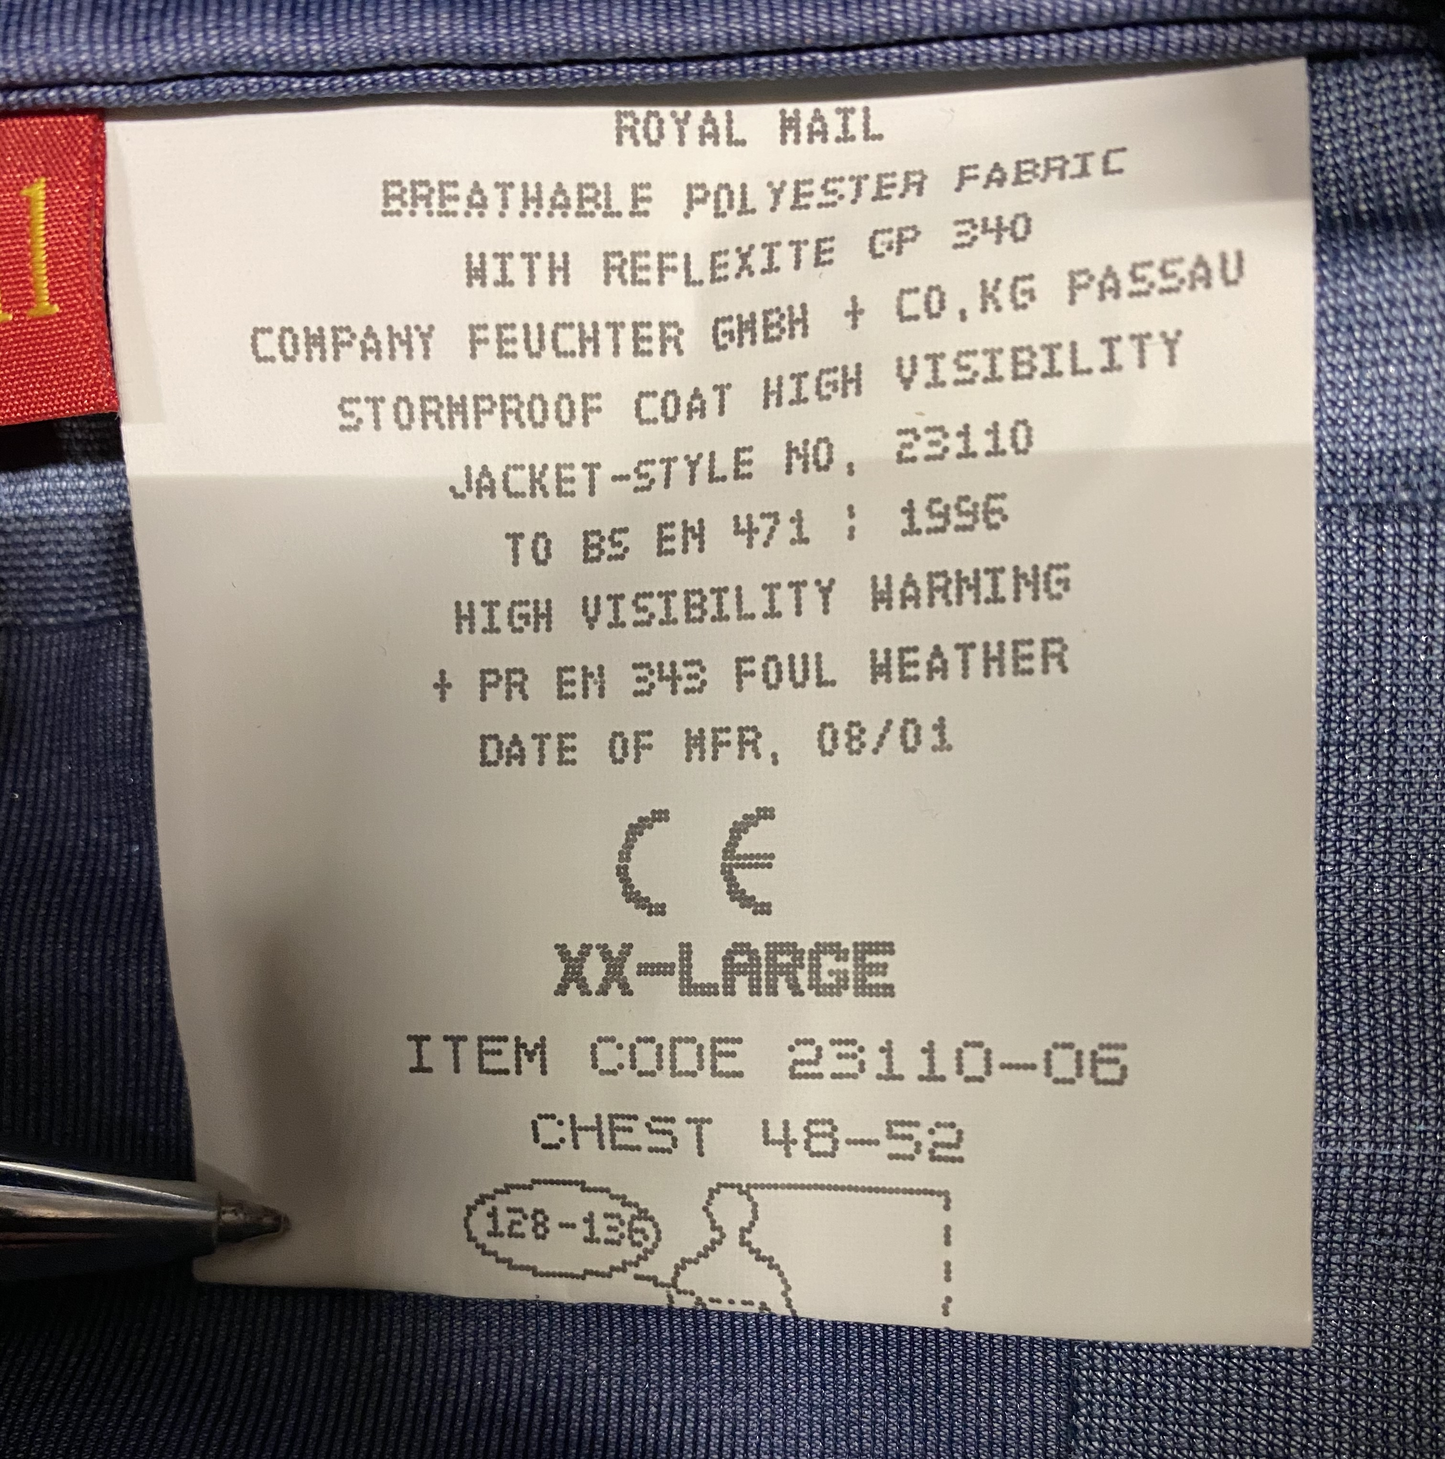 ROYAL MAIL
BREATHABLE POLYESTER FABRIC
WITH REFLEXITE GP 340
COMPANY FEUCHTER GMBH + CO.KG PASSAU
STORMPROOF COAT HIGH VISIBILITY
JACKET-STYLE NO. 23110
TO BS EN 471 : 1996
HIGH VISIBILITY WARNING
+ PR EN 343 FOUL WEATHER
DATE OF MFR. 08/01
CE
XX-LARGE
ITEM CODE 23110-06
CHEST 48-52
128-136